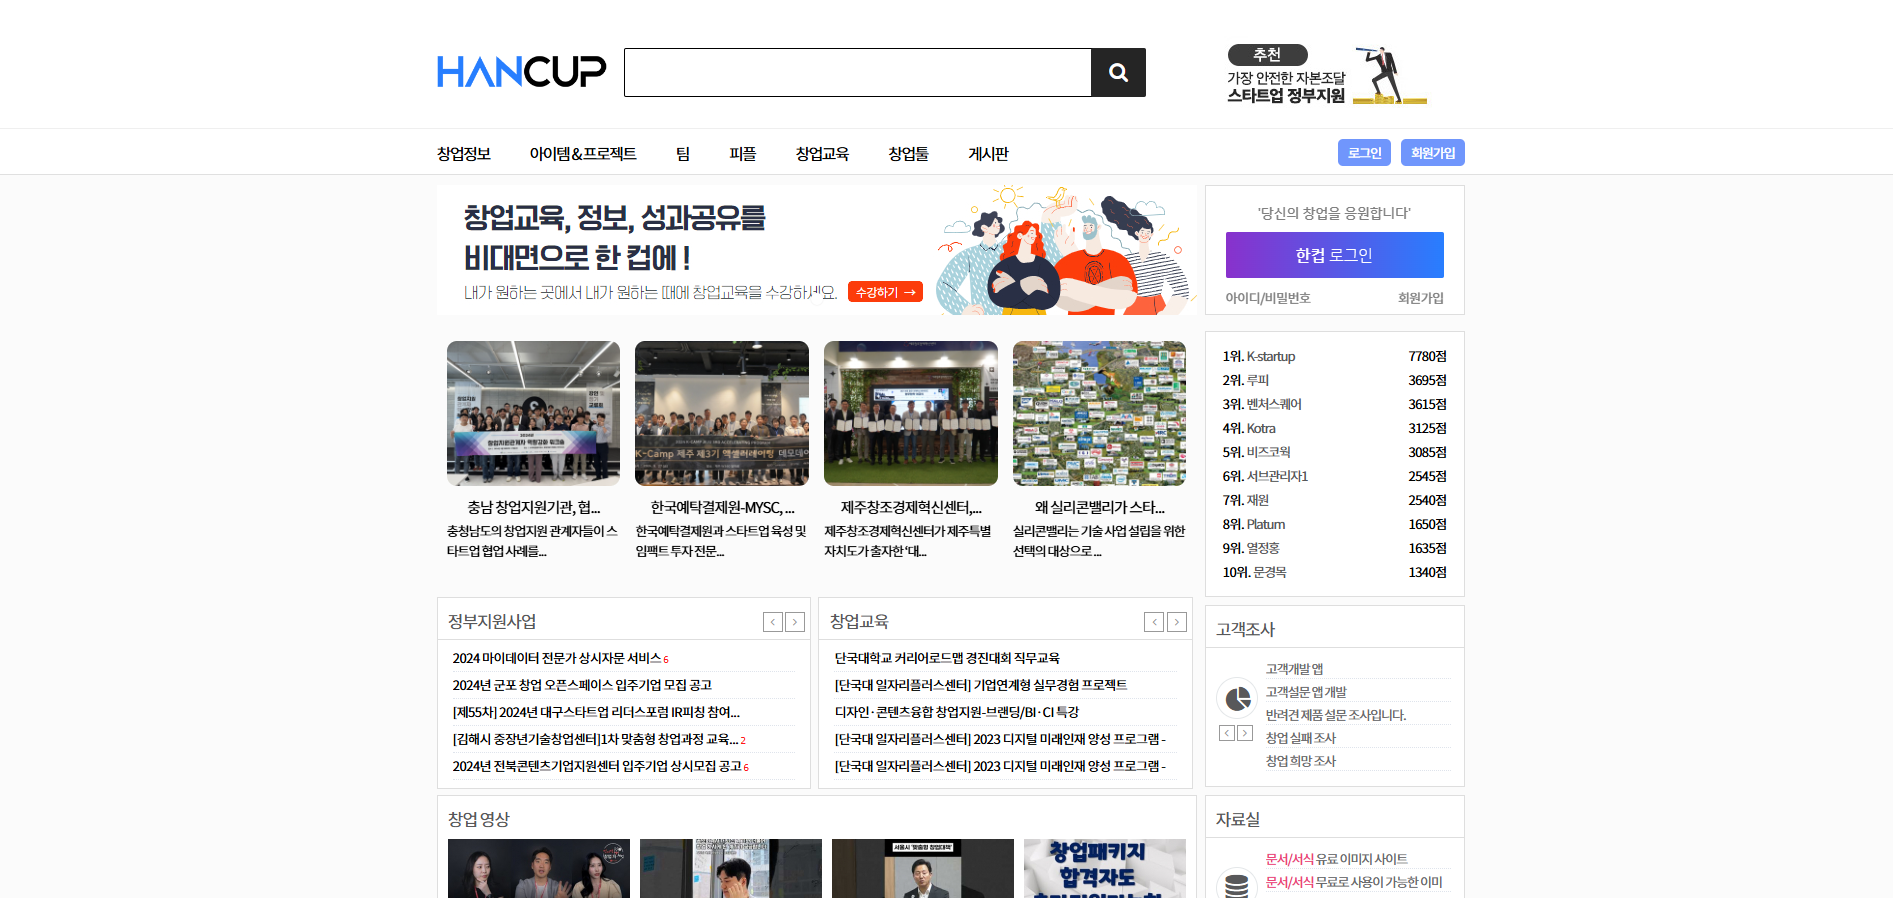 HANCUP
추천
가장 안전한 자본조달
스타트업 정부지원
창업정보 아이템&프로젝트 팀 피플 창업교육 창업툴 게시판
로그인 회원가입
창업교육, 정보, 성과공유를
비대면으로 한 컵에 !
내가 원하는 곳에서 내가 원하는 때에 창업교육을 수강하세요.
수강하기 →
'당신의 창업을 응원합니다'
한컵 로그인
아이디/비밀번호 회원가입
1위. K-startup 7780점
2위. 루피 3695점
3위. 벤처스퀘어 3615점
4위. Kotra 3125점
5위. 비즈코웍 3085점
6위. 서브관리자1 2545점
7위. 재원 2540점
8위. Platum 1650점
9위. 열정홍 1635점
10위. 문경목 1340점
K-Camp 제주 제3기 액셀러레이팅 데모데이
충남 창업지원기관, 협...
충청남도의 창업지원 관계자들이 스
타트업 협업 사례를...
한국예탁결제원-MYSC, ...
한국예탁결제원과 스타트업 육성 및
임팩트 투자 전문...
제주창조경제혁신센터,...
제주창조경제혁신센터가 제주특별
자치도가 출자한 ‘대...
왜 실리콘밸리가 스타...
실리콘밸리는 기술 사업 설립을 위한
선택의 대상으로 ...
정부지원사업
2024 마이데이터 전문가 상시자문 서비스 6
2024년 군포 창업 오픈스페이스 입주기업 모집 공고
[제55차] 2024년 대구스타트업 리더스포럼 IR피칭 참여...
[김해시 중장년기술창업센터]1차 맞춤형 창업과정 교육... 2
2024년 전북콘텐츠기업지원센터 입주기업 상시모집 공고 6
창업교육
단국대학교 커리어로드맵 경진대회 직무교육
[단국대 일자리플러스센터] 기업연계형 실무경험 프로젝트
디자인·콘텐츠융합 창업지원-브랜딩/BI·CI 특강
[단국대 일자리플러스센터] 2023 디지털 미래인재 양성 프로그램 -
[단국대 일자리플러스센터] 2023 디지털 미래인재 양성 프로그램 -
고객조사
고객개발 앱
고객설문 앱 개발
반려견 제품 설문 조사입니다.
창업 실패 조사
창업 희망 조사
창업 영상
서울시 '맞춤형 창업대책'
창업패키지
합격자도
자료실
문서/서식 유료 이미지 사이트
문서/서식 무료로 사용이 가능한 이미